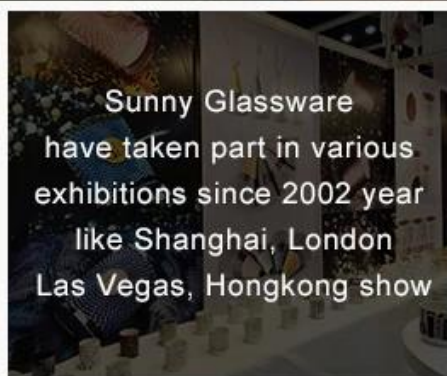 Sunny Glassware
have taken part in various
exhibitions since 2002 year
like Shanghai, London
Las Vegas, Hongkong show